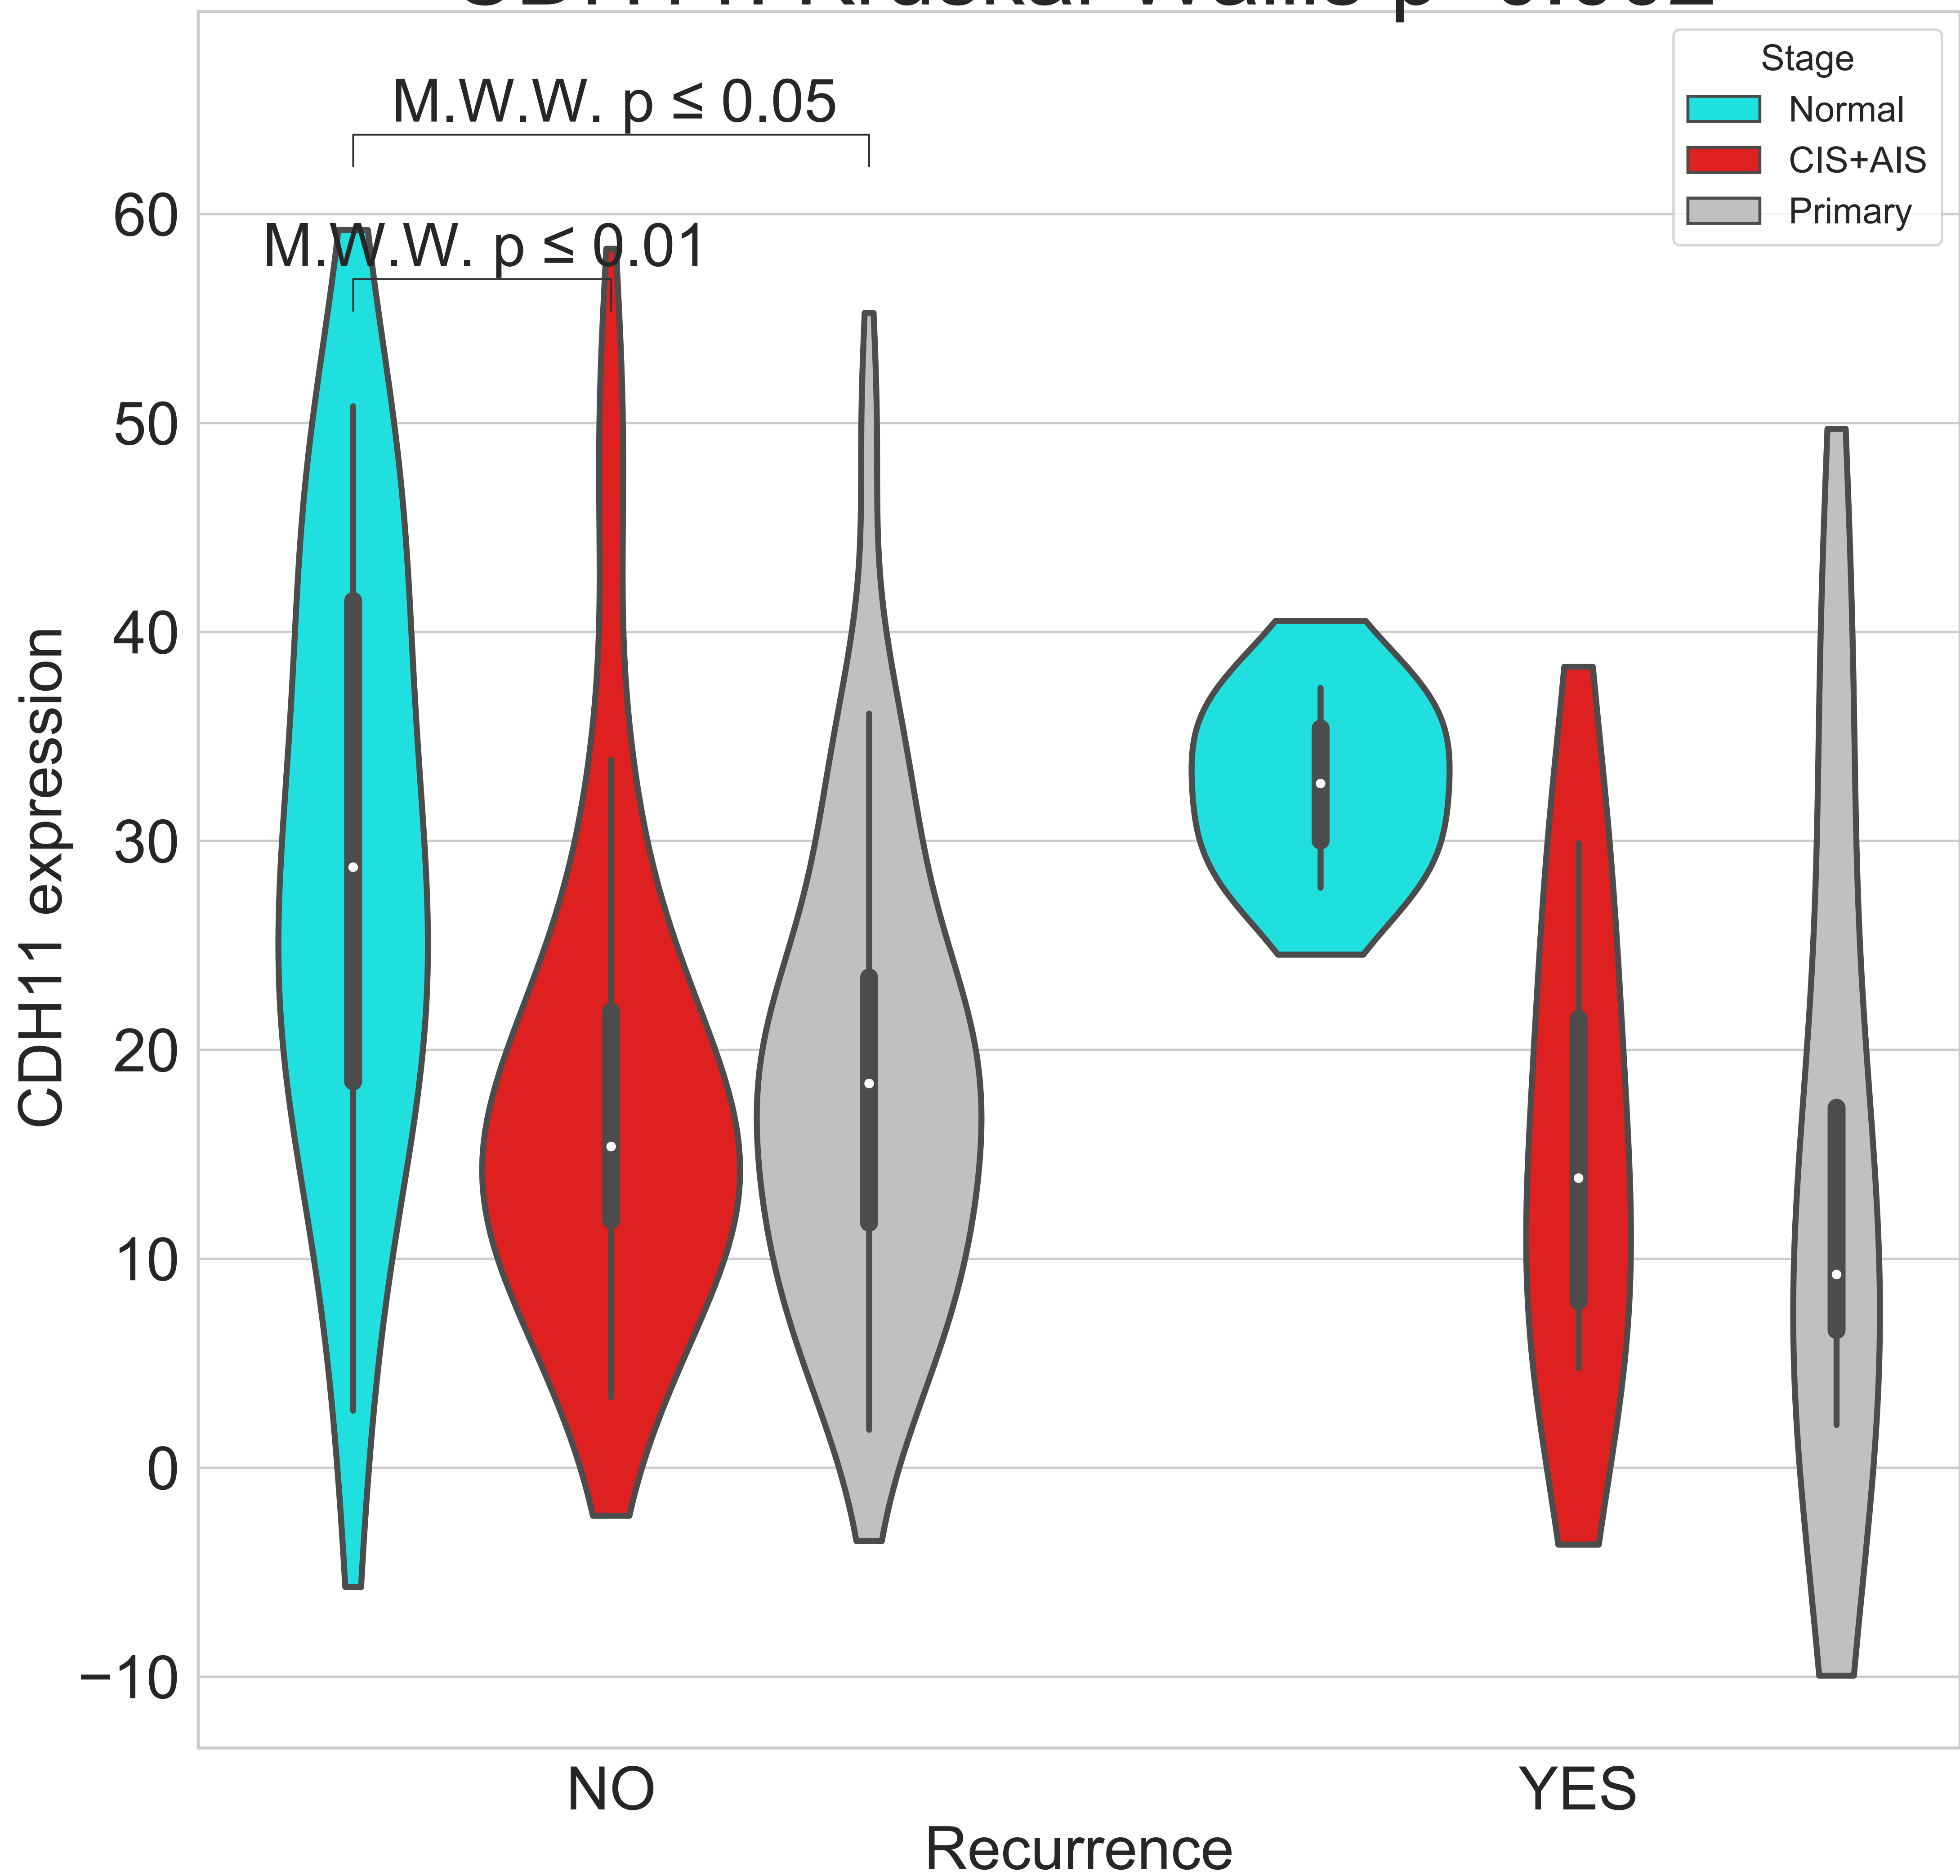 Stage
Normal
CIS+AIS
Primary
M.W.W. p ≤ 0.05
M.W.W. p ≤ 0.01
60
50
40
30
20
10
0
−10
CDH11 expression
NO
YES
Recurrence